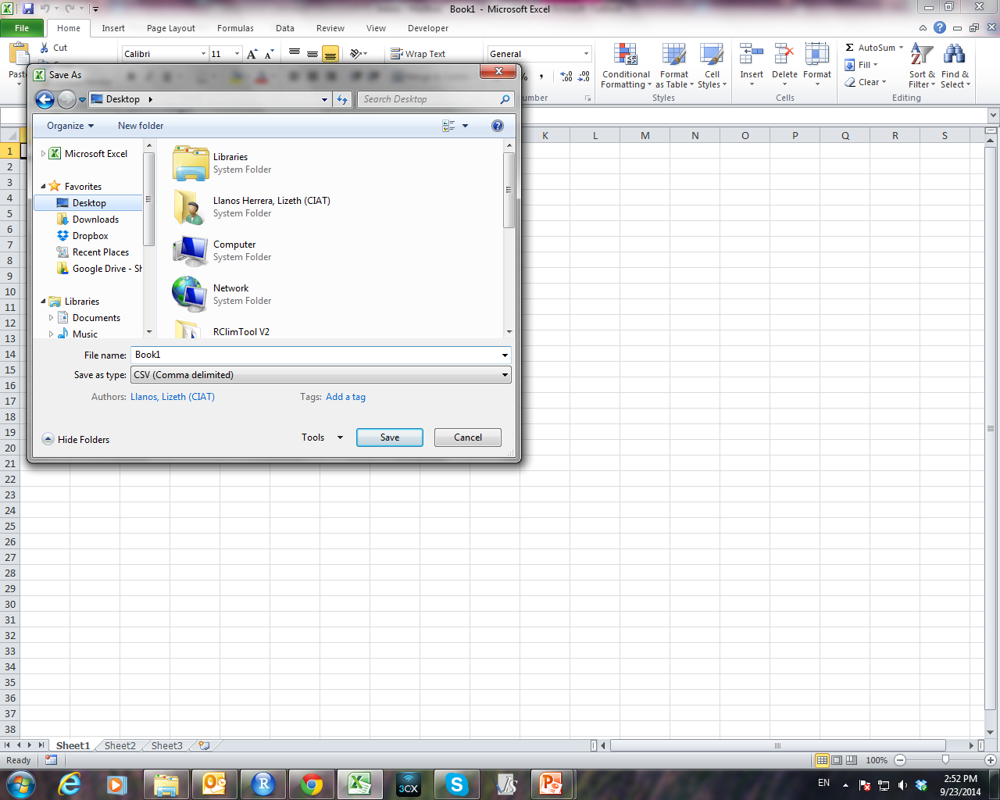 Book1 - Microsoft Excel
File Home Insert Page Layout Formulas Data Review View Developer
Cut
Calibri 11 Wrap Text General
Conditional Formatting
Format as Table
Cell Styles
Insert Delete Format
AutoSum
Fill
Clear
Sort & Filter
Find & Select
Styles Cells Editing
Save As
Desktop
Search Desktop
Organize New folder
Microsoft Excel
Favorites
Desktop
Downloads
Dropbox
Recent Places
Google Drive - Sh
Libraries
Documents
Music
Libraries
System Folder
Llanos Herrera, Lizeth (CIAT)
System Folder
Computer
System Folder
Network
System Folder
RClimTool V2
File name: Book1
Save as type: CSV (Comma delimited)
Authors: Llanos, Lizeth (CIAT) Tags: Add a tag
Hide Folders Tools Save Cancel
K L M N O P Q R S
1
2
3
4
5
6
7
8
9
10
11
12
13
14
15
16
17
18
19
20
21
22
23
24
25
26
27
28
29
30
31
32
33
34
35
36
37
38
Sheet1 Sheet2 Sheet3
Ready 100%
3CX
EN
2:52 PM
9/23/2014